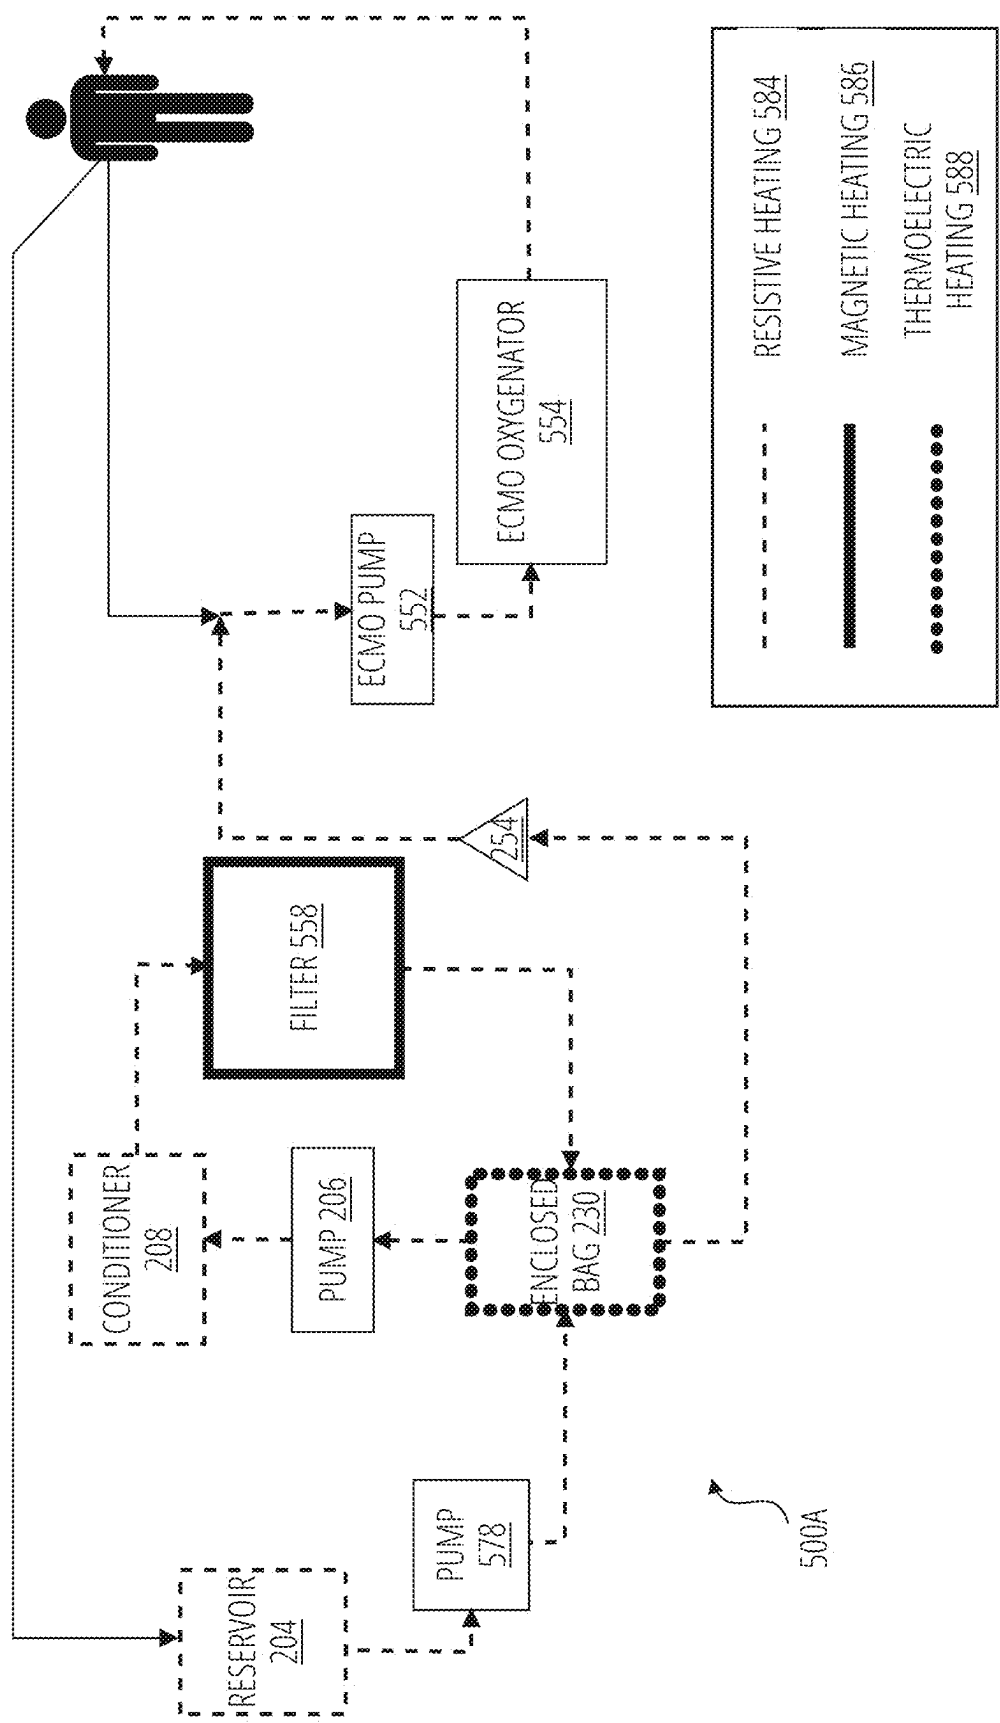 RESERVOIR
204
PUMP
578
CONDITIONER
208
PUMP 206
ENCLOSED
BAG 230
FILTER 558
254
ECMO PUMP
552
ECMO OXYGENATOR
554
500A
RESISTIVE HEATING 584
MAGNETIC HEATING 586
THERMOELECTRIC
HEATING 588